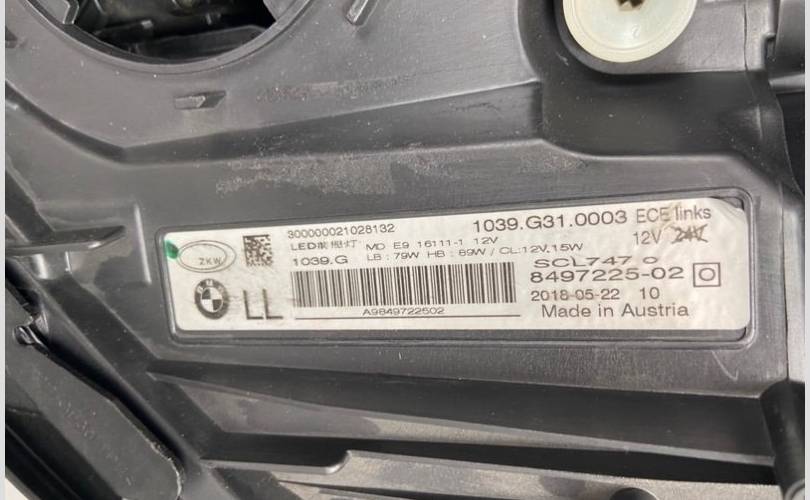 300000021028132
1039.G31.0003 ECE links
LED前照灯 MD E9 16111-1 12V
12V 24V
ZKW
1039.G LB : 79W HB : 89W / CL:12V,15W
SCL747 0
8497225-02
BMW
LL
2018-05-22 10
A9849722502
Made in Austria